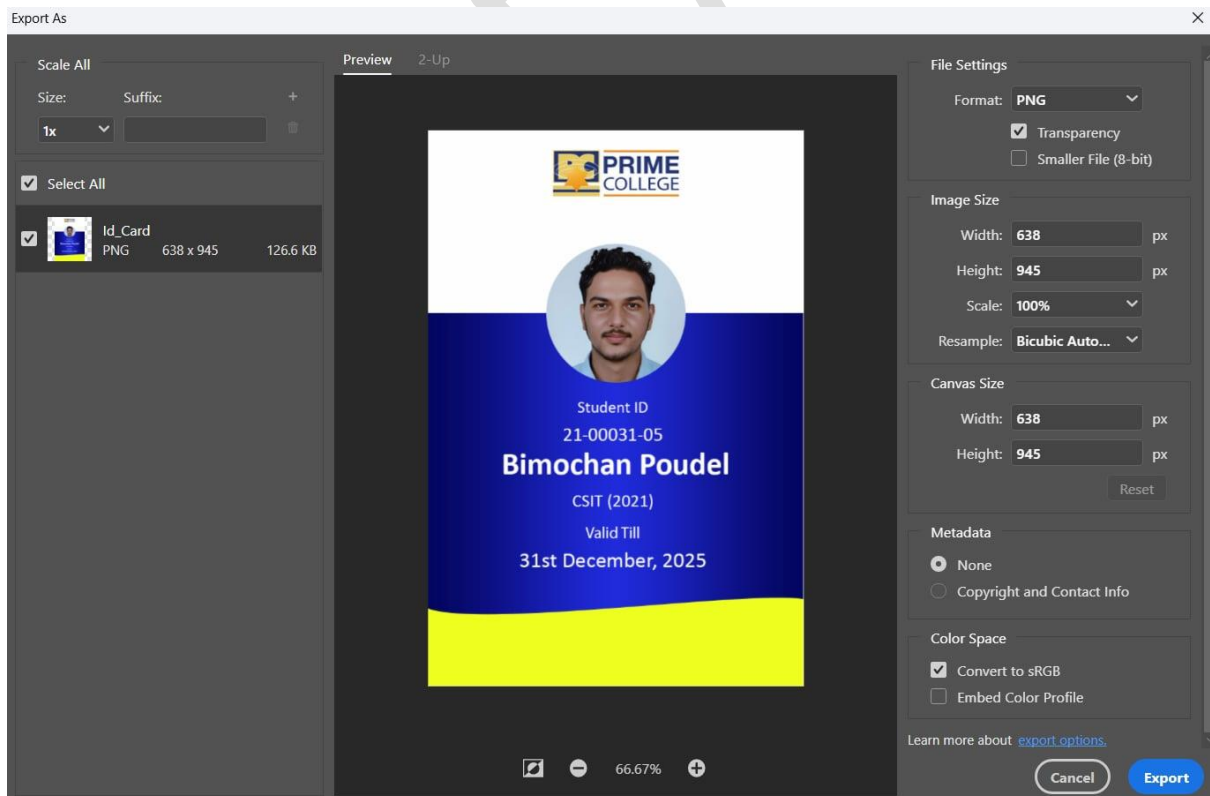 Export As
Scale All
Size: Suffix: +
1x
Select All
Id_Card
PNG 638 x 945 126.6 KB
Preview 2-Up
PC PRIME
COLLEGE
Student ID
21-00031-05
Bimochan Poudel
CSIT (2021)
Valid Till
31st December, 2025
66.67%
File Settings
Format: PNG
Transparency
Smaller File (8-bit)
Image Size
Width: 638 px
Height: 945 px
Scale: 100%
Resample: Bicubic Auto...
Canvas Size
Width: 638 px
Height: 945 px
Reset
Metadata
None
Copyright and Contact Info
Color Space
Convert to sRGB
Embed Color Profile
Learn more about export options.
Cancel Export